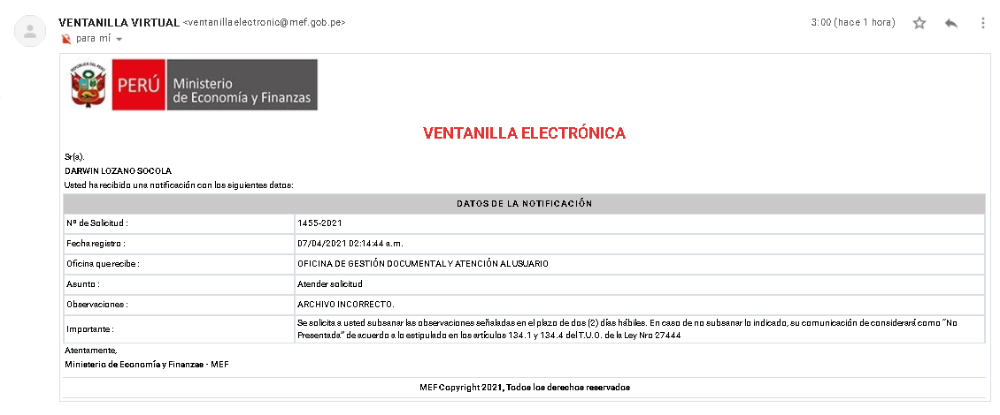 VENTANILLA VIRTUAL <ventanillaelectronic@mef.gob.pe>
3:00 (hace 1 hora)
para mí
REPÚBLICA DEL PERÚ
PERÚ
Ministerio
de Economía y Finanzas
VENTANILLA ELECTRÓNICA
Sr(a).
DARWIN LOZANO SOCOLA
Usted ha recibido una notificación con los siguientes datos:
DATOS DE LA NOTIFICACIÓN
Nº de Solicitud : 1455-2021
Fecha registro : 07/04/2021 02:14:44 a.m.
Oficina que recibe : OFICINA DE GESTIÓN DOCUMENTAL Y ATENCIÓN AL USUARIO
Asunto : Atender solicitud
Observaciones : ARCHIVO INCORRECTO.
Importante : Se solicita a usted subsanar las observaciones señaladas en el plazo de dos (2) días hábiles. En caso de no subsanar lo indicado, su comunicación de considerará como "No
Presentada" de acuerdo a lo estipulado en los artículos 134.1 y 134.4 del T.U.O. de la Ley Nro 27444
Atentamente,
Ministerio de Economía y Finanzas - MEF
MEF Copyright 2021, Todos los derechos reservados